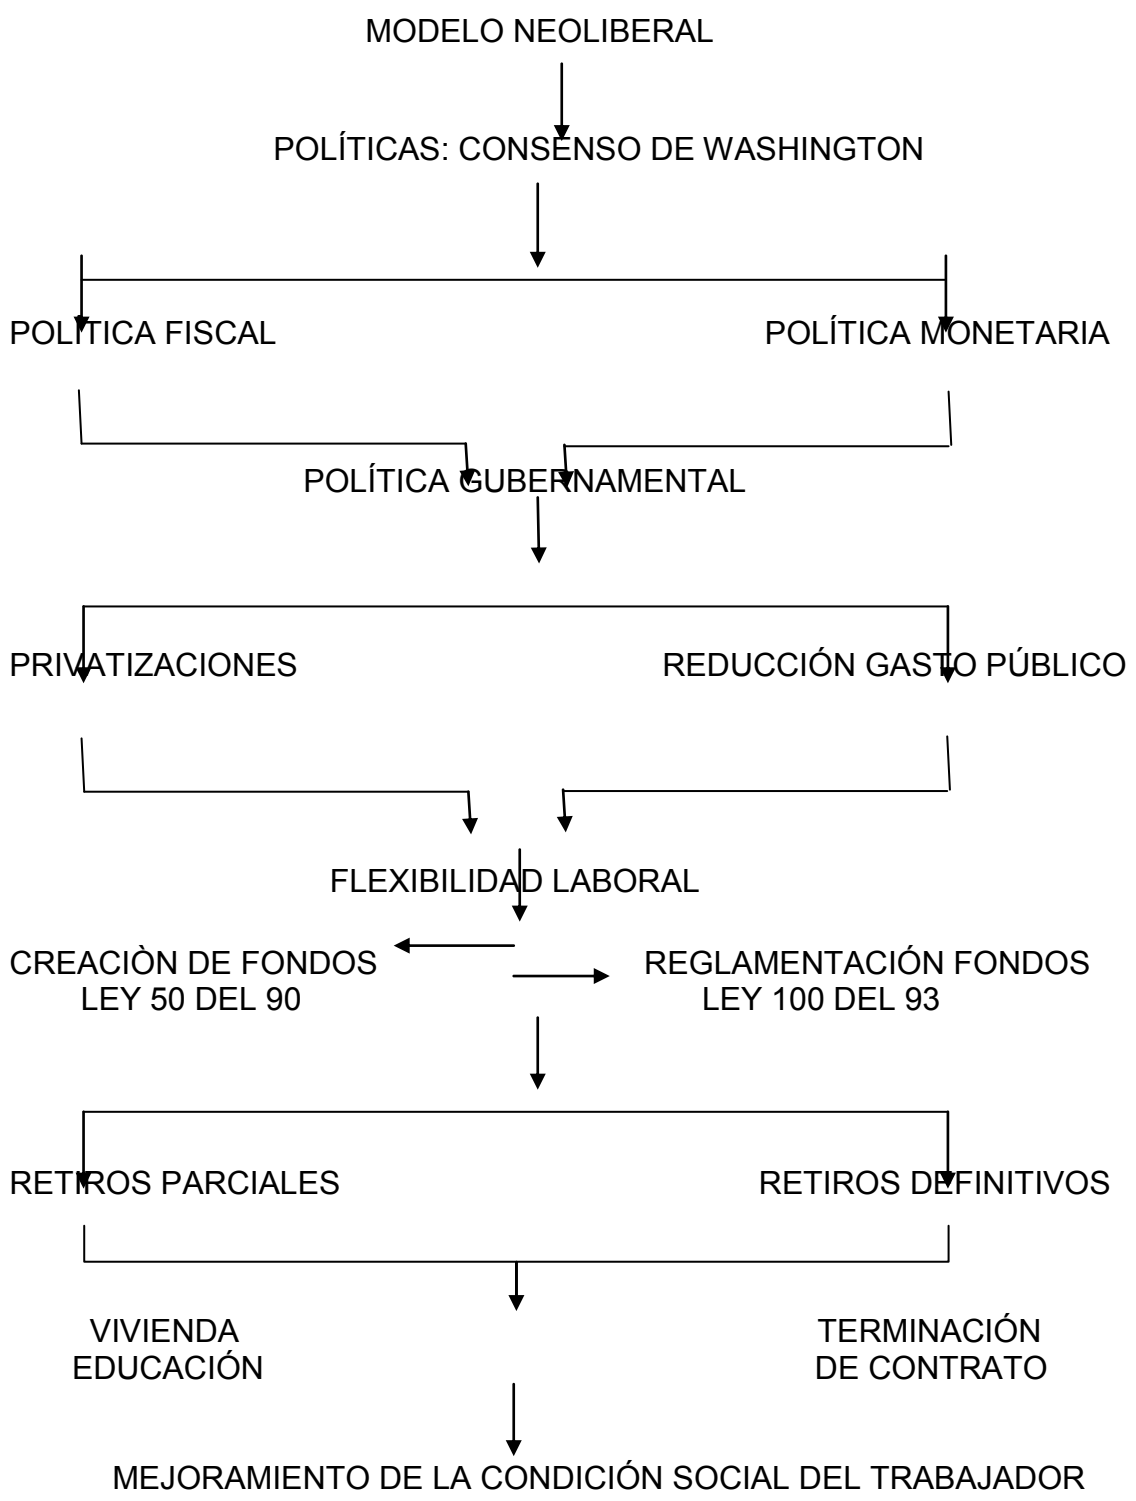 MODELO NEOLIBERAL
POLÍTICAS: CONSENSO DE WASHINGTON
POLÍTICA FISCAL
POLÍTICA MONETARIA
POLÍTICA GUBERNAMENTAL
PRIVATIZACIONES
REDUCCIÓN GASTO PÚBLICO
FLEXIBILIDAD LABORAL
CREACIÒN DE FONDOS
LEY 50 DEL 90
REGLAMENTACIÓN FONDOS
LEY 100 DEL 93
RETIROS PARCIALES
RETIROS DEFINITIVOS
VIVIENDA
EDUCACIÓN
TERMINACIÓN
DE CONTRATO
MEJORAMIENTO DE LA CONDICIÓN SOCIAL DEL TRABAJADOR